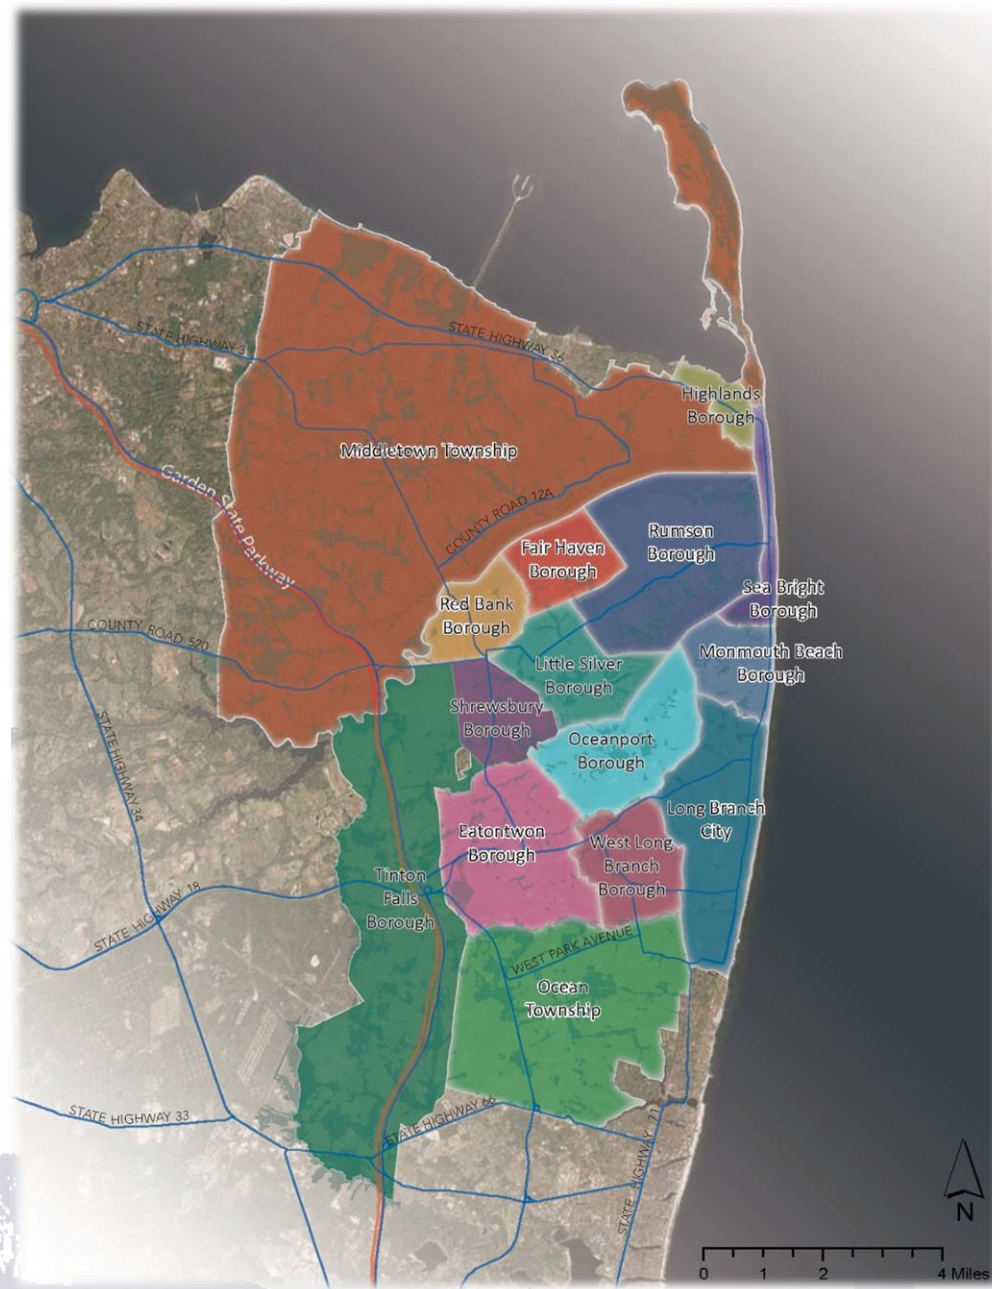 STATE HIGHWAY 3
STATE HIGHWAY 36
Highlands
Borough
Middletown Township
Garden State Parkway
COUNTY ROAD 12A
Rumson
Borough
Fair Haven
Borough
Sea Bright
Borough
Red Bank
Borough
COUNTY ROAD 520
Monmouth Beach
Borough
Little Silver
Borough
Shrewsbury
Borough
Oceanport
Borough
STATE HIGHWAY 34
Long Branch
City
Eatontwon
Borough
West Long
Branch
Borough
Tinton
Falls
Borough
STATE HIGHWAY 18
WEST PARK AVENUE
Ocean
Township
STATE HIGHWAY 33
STATE HIGHWAY 66
STATE HIGHWAY 71
N
0 1 2 4 Miles